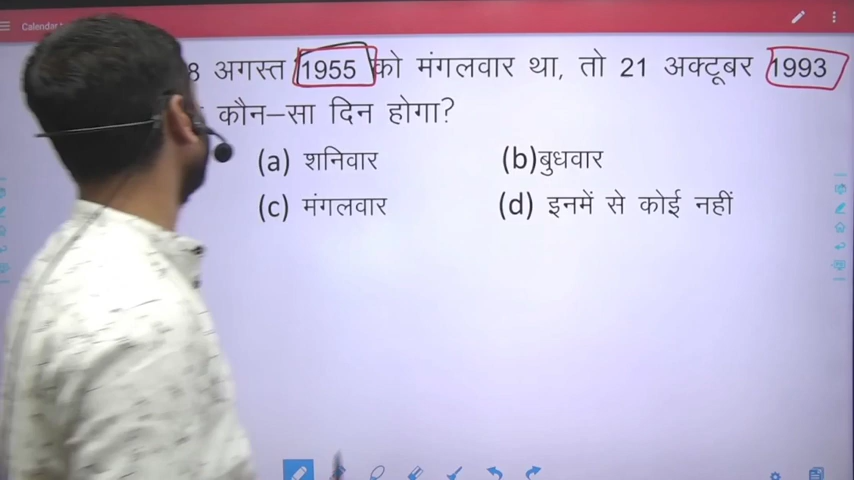 Calendar
8 अगस्त 1955 को मंगलवार था, तो 21 अक्टूबर 1993
कौन–सा दिन होगा?
(a) शनिवार (b)बुधवार
(c) मंगलवार (d) इनमें से कोई नहीं